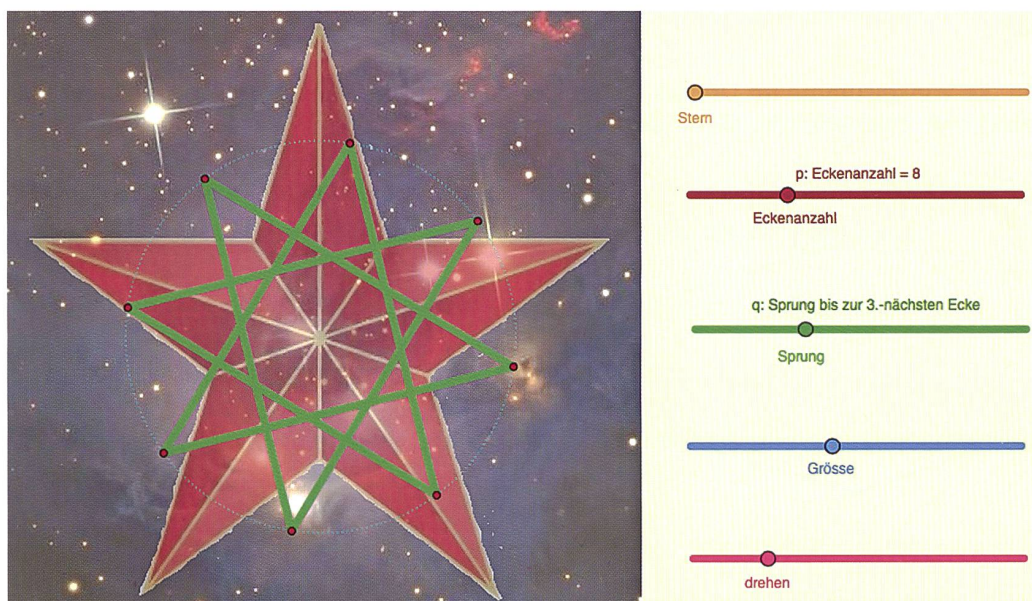 Stern
p: Eckenanzahl = 8
Eckenanzahl
q: Sprung bis zur 3.-nächsten Ecke
Sprung
Grösse
drehen